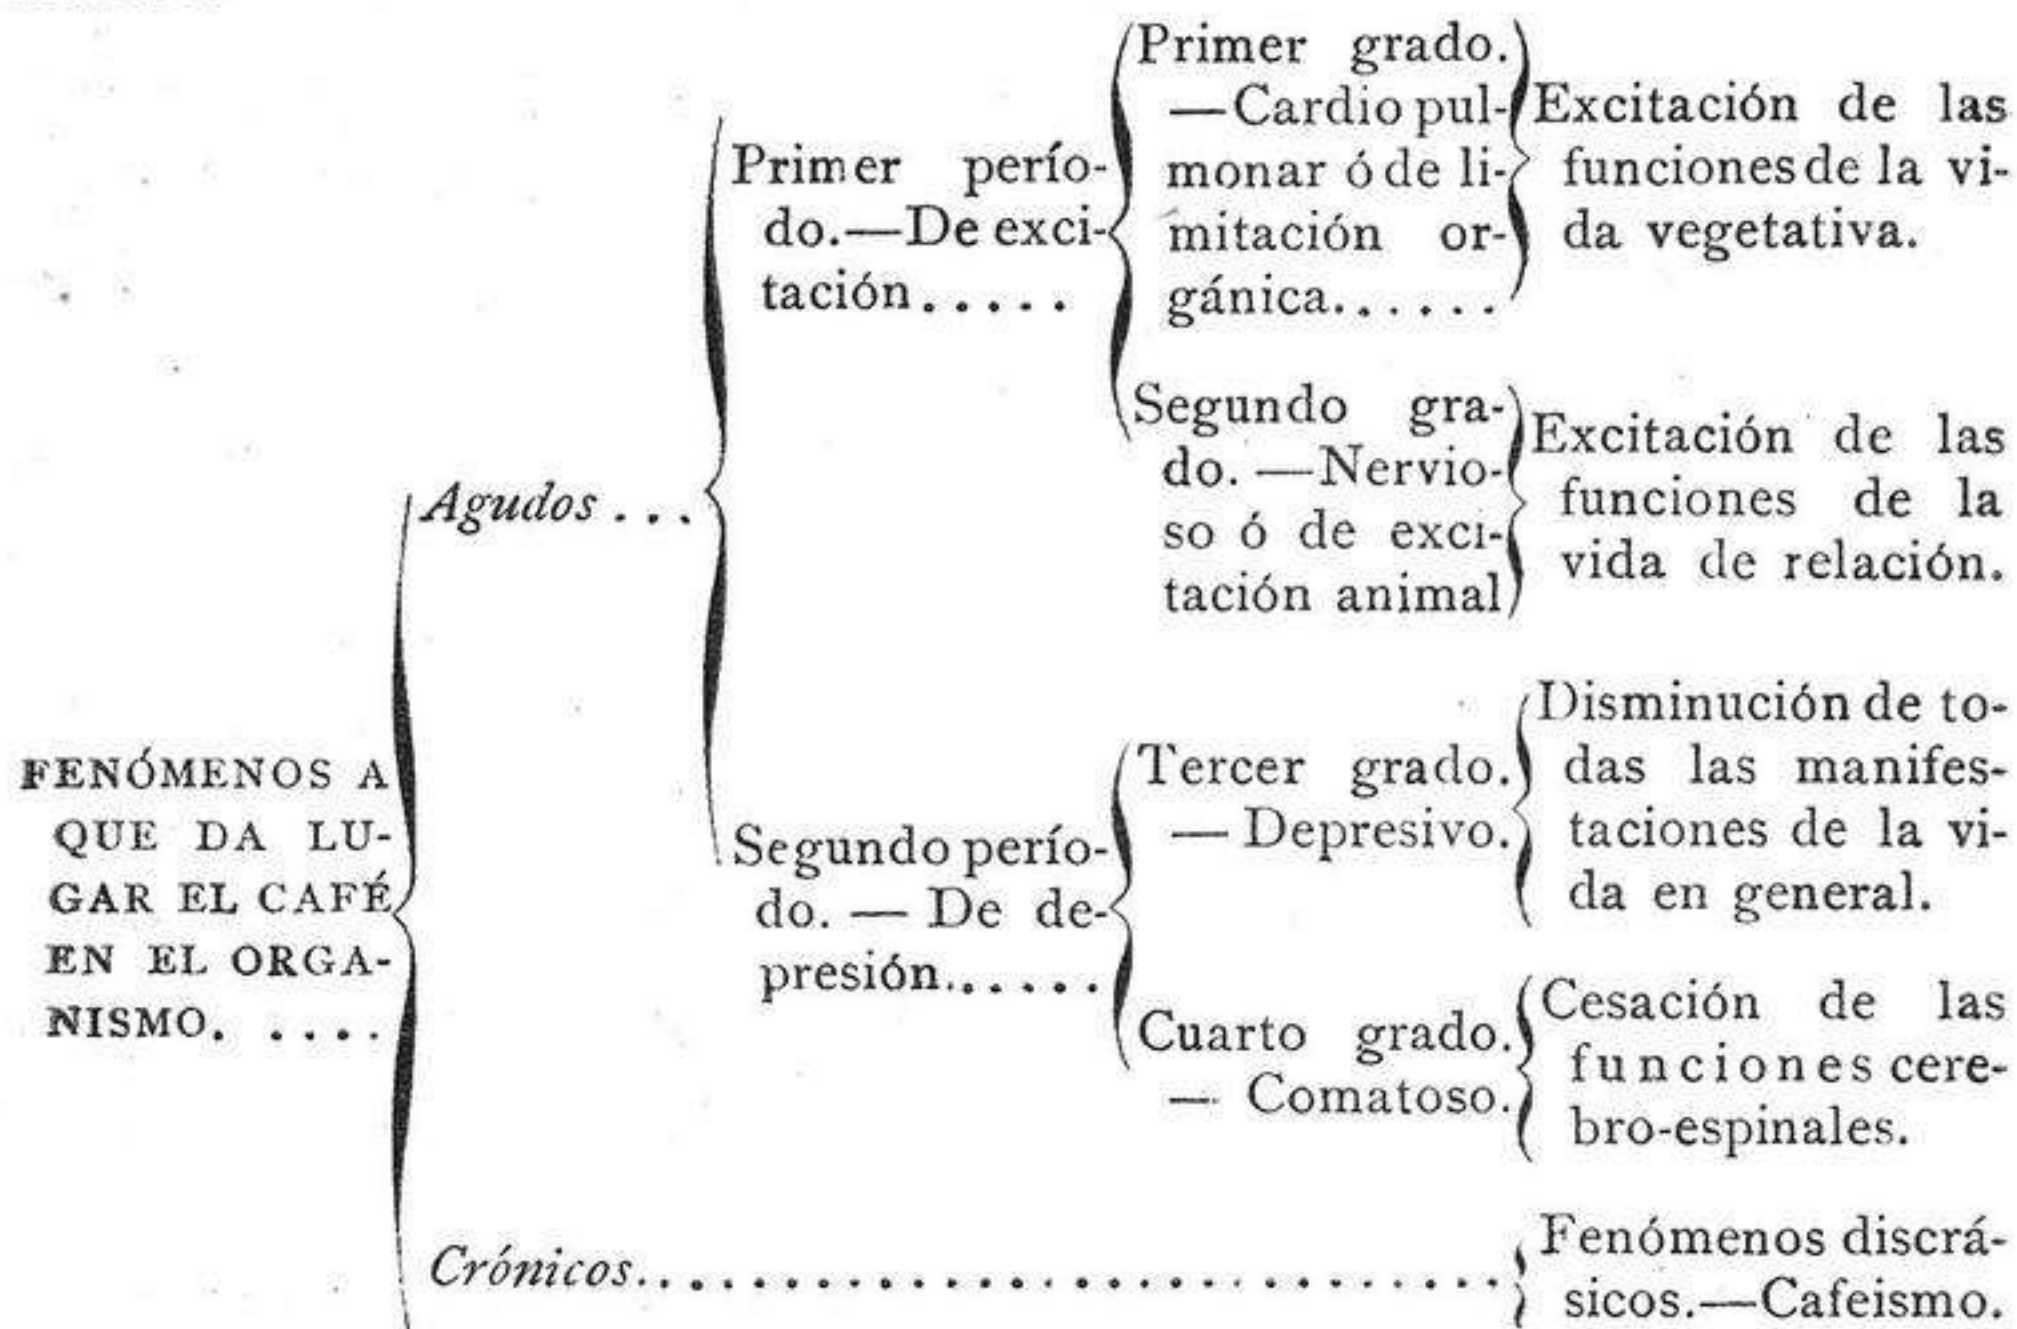 FENÓMENOS A
QUE DA LU-
GAR EL CAFÉ
EN EL ORGA-
NISMO. ....
Agudos ...
Primer perío-
do.—De exci-
tación.....
Primer grado.
—Cardio pul-
monar ó de li-
mitación or-
gánica......
Excitación de las
funciones de la vi-
da vegetativa.
Segundo gra-
do. —Nervio-
so ó de exci-
tación animal
Excitación de las
funciones de la
vida de relación.
Segundo perío-
do. — De de-
presión......
Tercer grado.
— Depresivo.
Disminución de to-
das las manifes-
taciones de la vi-
da en general.
Cuarto grado.
— Comatoso.
Cesación de las
funciones cere-
bro-espinales.
Crónicos..............................
Fenómenos discrá-
sicos.—Cafeismo.